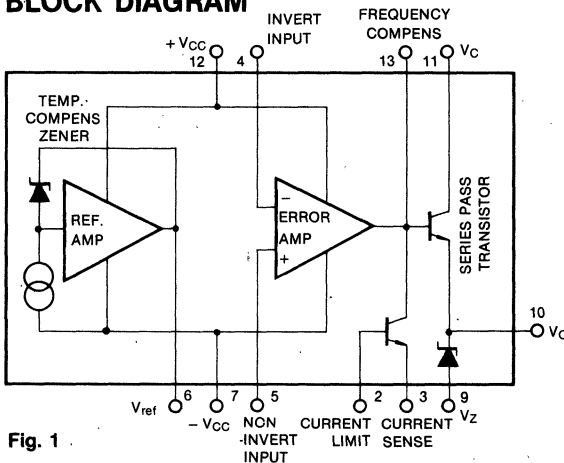 BLOCK DIAGRAM
INVERT
INPUT
FREQUENCY
COMPENS
+ VCC
12
4
13
11
VC
TEMP.
COMPENS
ZENER
REF.
AMP
−
ERROR
AMP
+
SERIES PASS
TRANSISTOR
10
6
7
5
2
3
9
Vref
− VCC
NON
-INVERT
INPUT
CURRENT
LIMIT
CURRENT
SENSE
VZ
Fig. 1